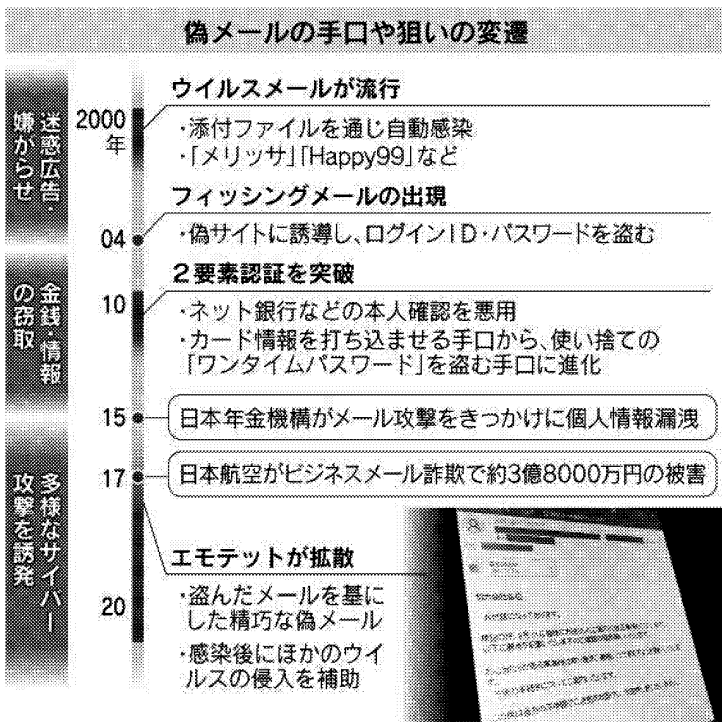 偽メールの手口や狙いの変遷
迷惑広告・
嫌がらせ
2000
年
ウイルスメールが流行
・添付ファイルを通じ自動感染
・「メリッサ」「Happy99」など
フィッシングメールの出現
04
・偽サイトに誘導し、ログインID・パスワードを盗む
金銭・情報
の窃取
2要素認証を突破
10
・ネット銀行などの本人確認を悪用
・カード情報を打ち込ませる手口から、使い捨ての
「ワンタイムパスワード」を盗む手口に進化
15
日本年金機構がメール攻撃をきっかけに個人情報漏洩
多様なサイバー
攻撃を誘発
17
日本航空がビジネスメール詐欺で約3億8000万円の被害
エモテットが拡散
20
・盗んだメールを基に
した精巧な偽メール
・感染後にほかのウイ
ルスの侵入を補助